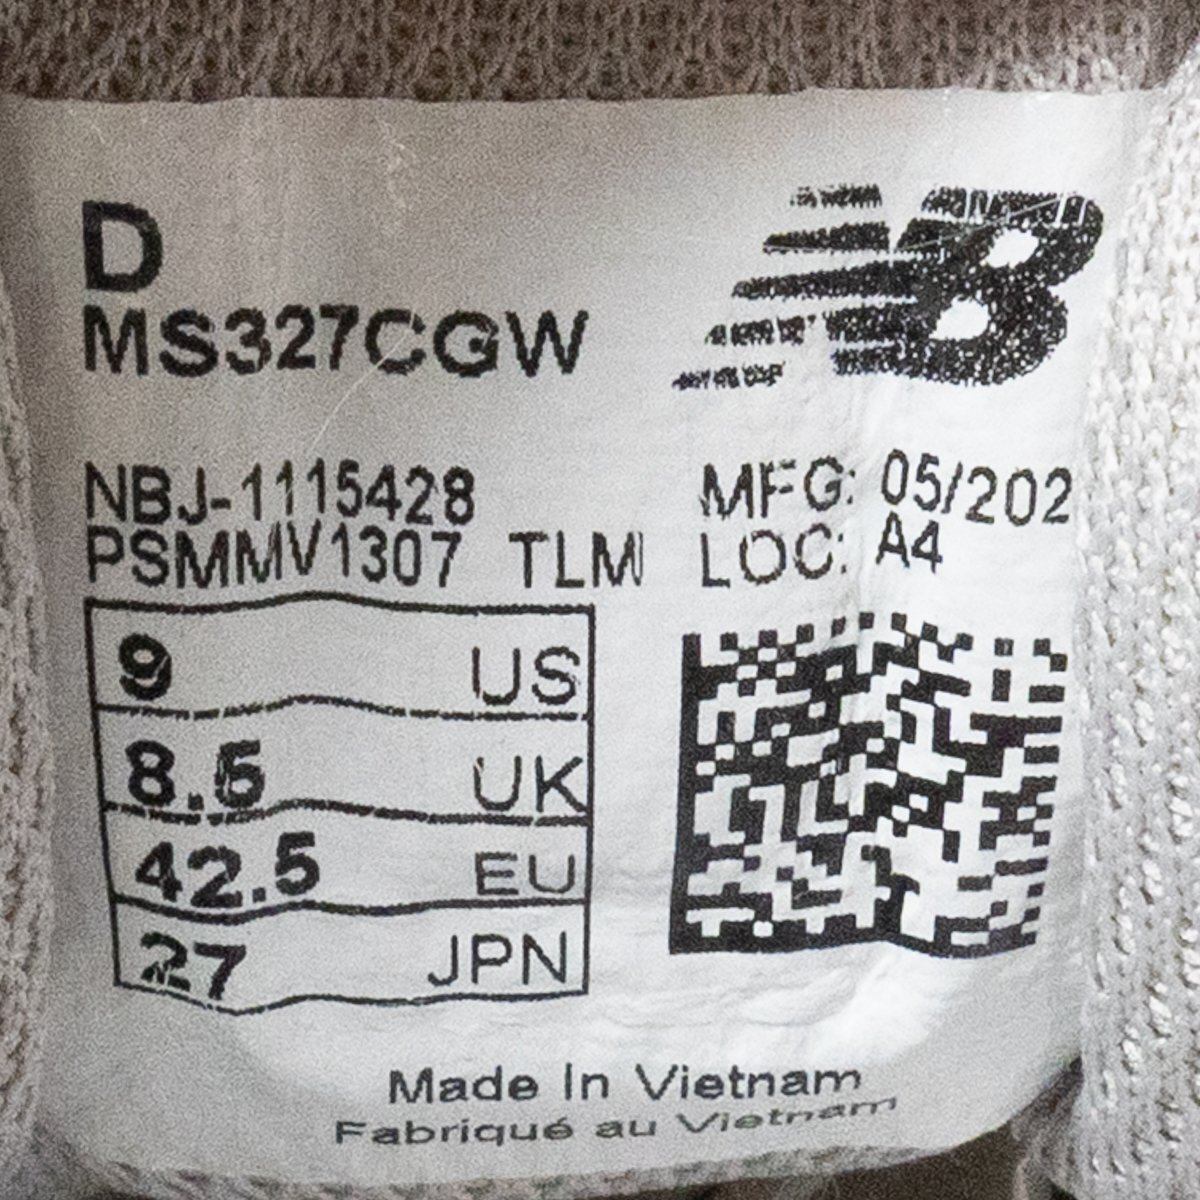 D
MS327CGW
NBJ-1115428
PSMMV1307 TLM
MFG: 05/202
LOC: A4
9 US
8.5 UK
42.5 EU
27 JPN
Made In Vietnam
Fabriqué au Vietnam